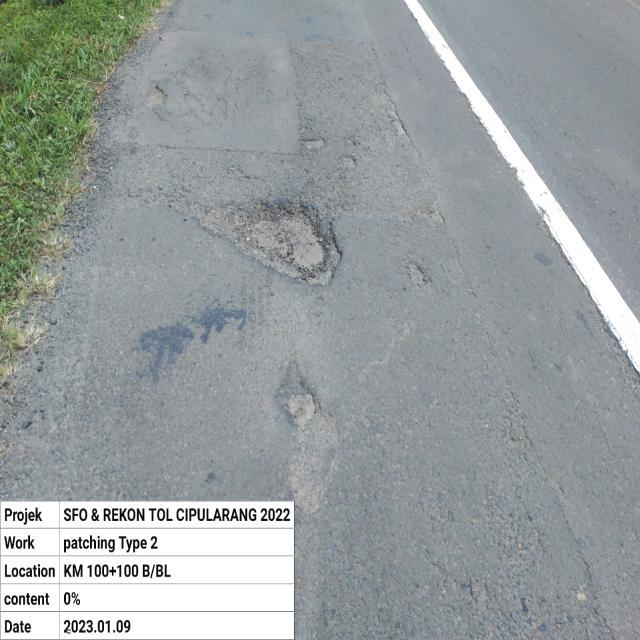 Projek SFO & REKON TOL CIPULARANG 2022
Work patching Type 2
Location KM 100+100 B/BL
content 0%
Date 2023.01.09